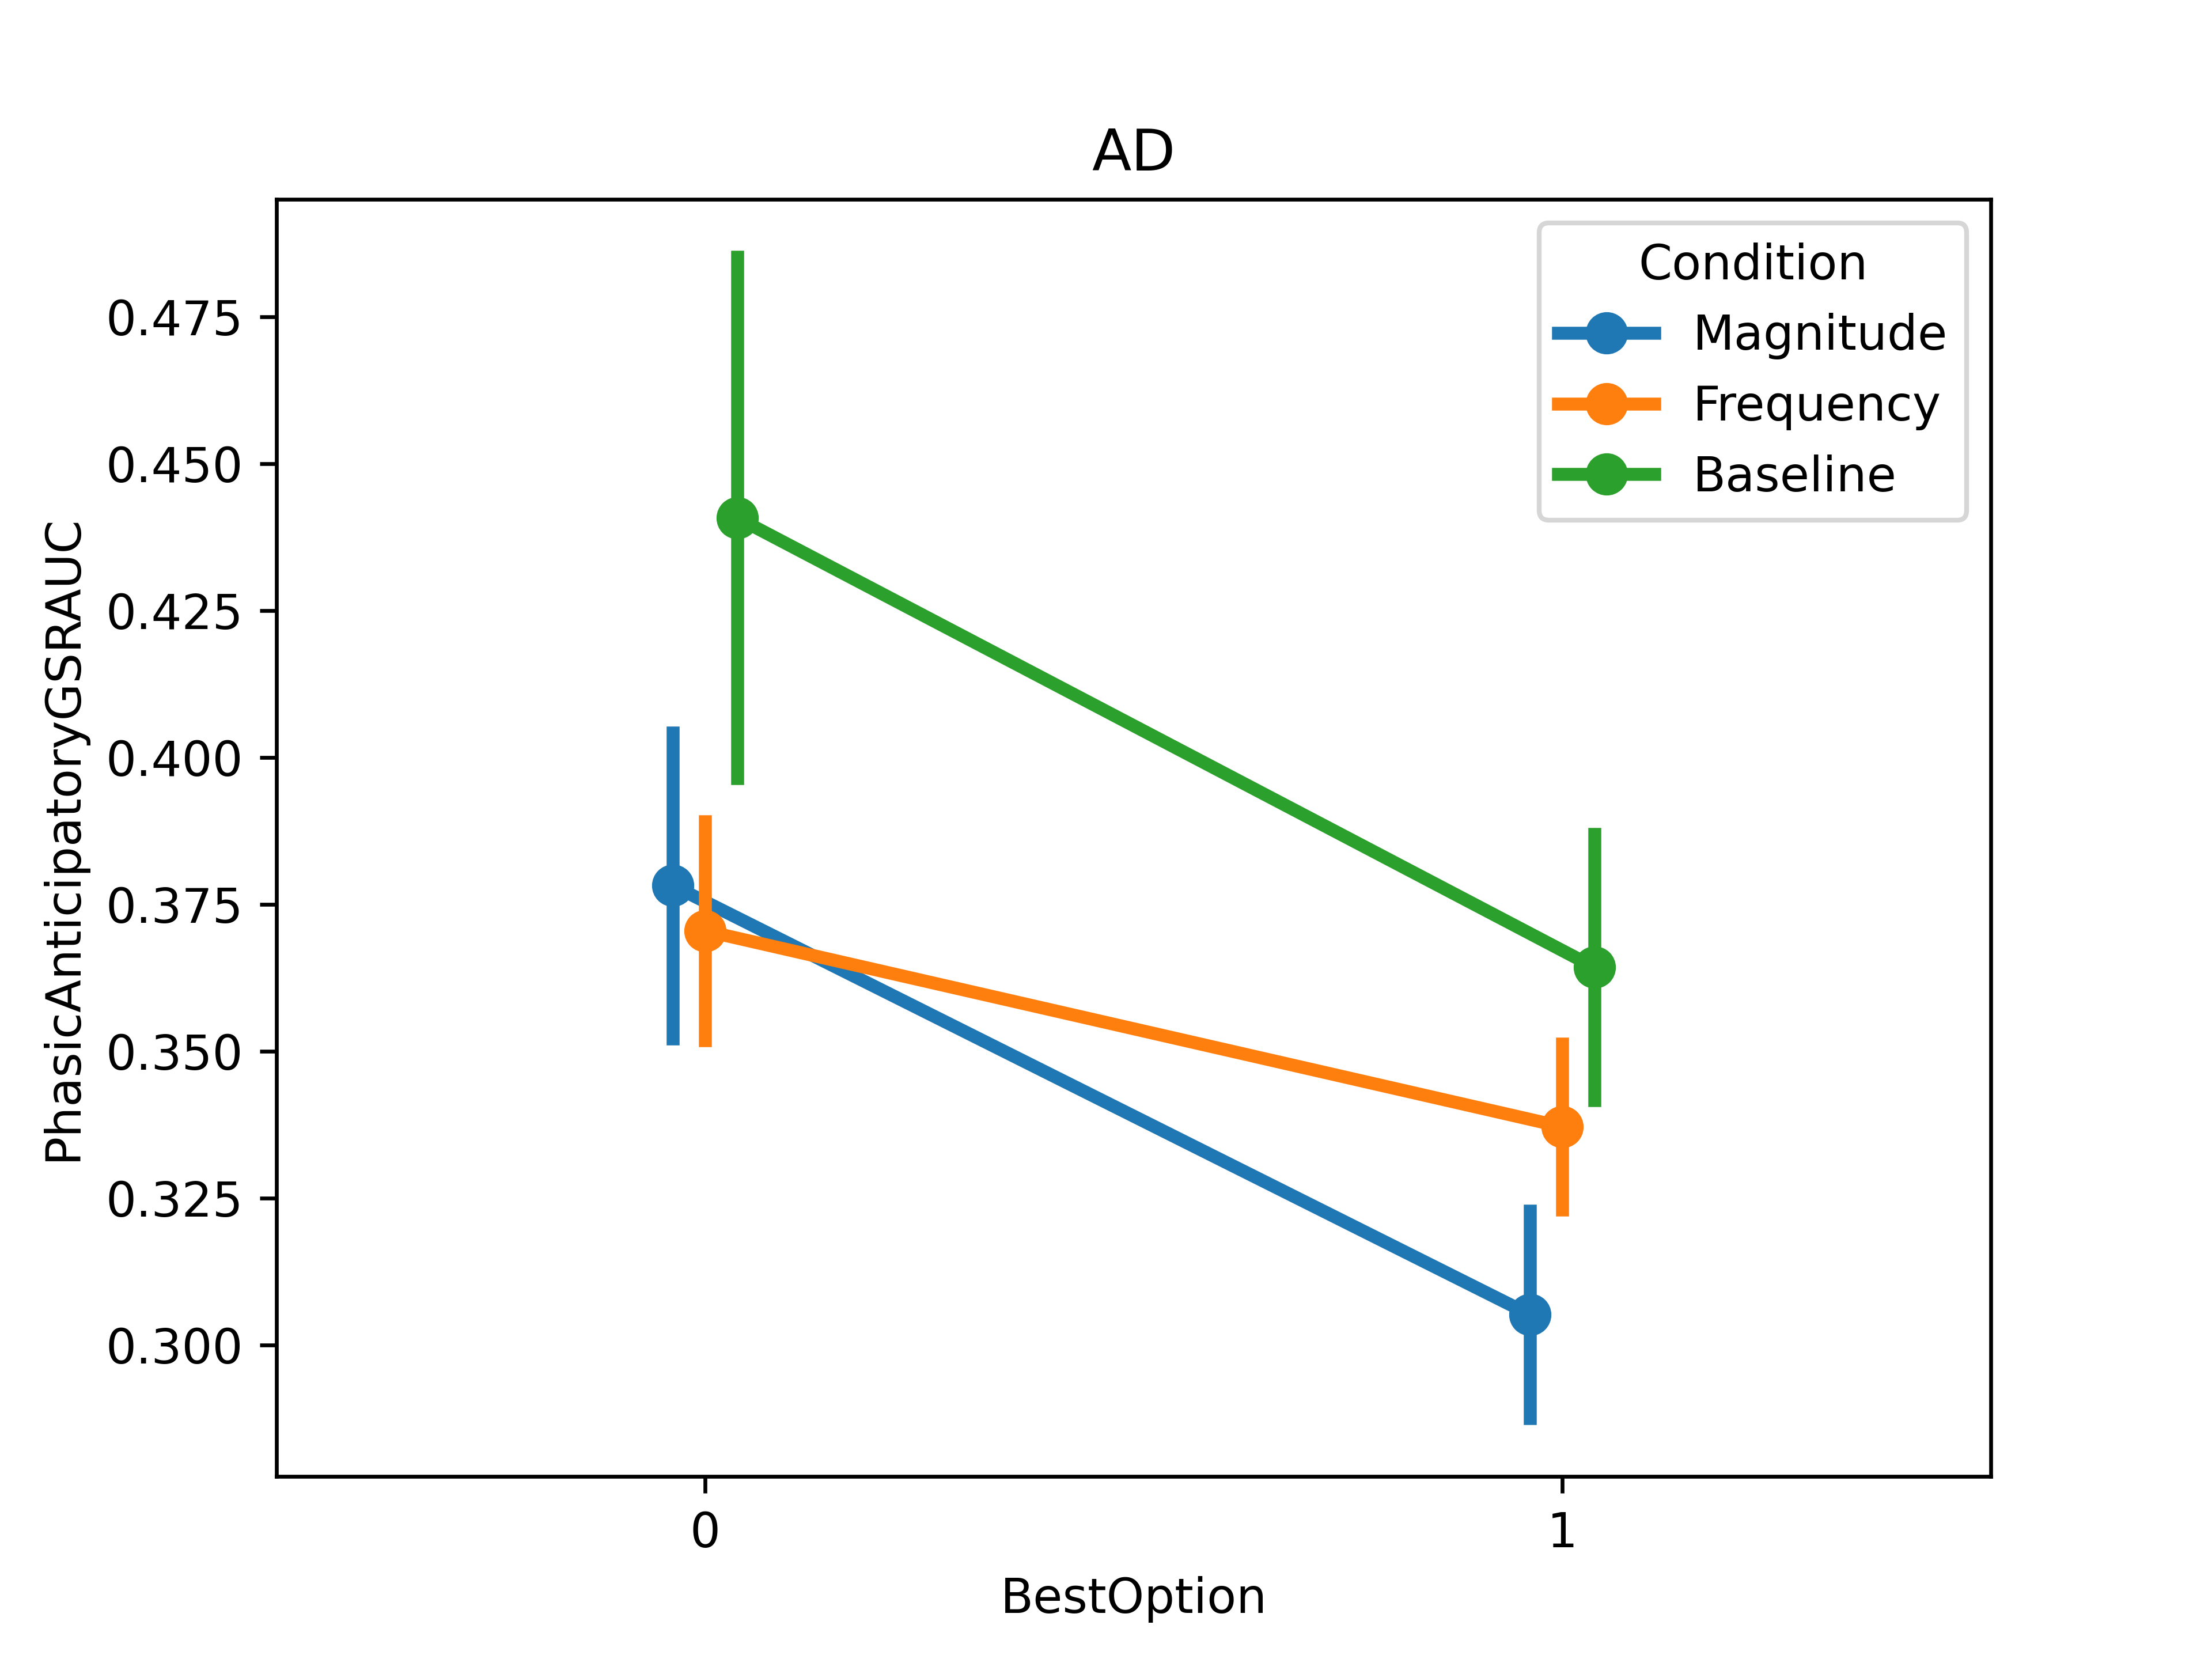 AD
Condition
Magnitude
Frequency
Baseline
PhasicAnticipatoryGSRAUC
0.475
0.450
0.425
0.400
0.375
0.350
0.325
0.300
0
1
BestOption